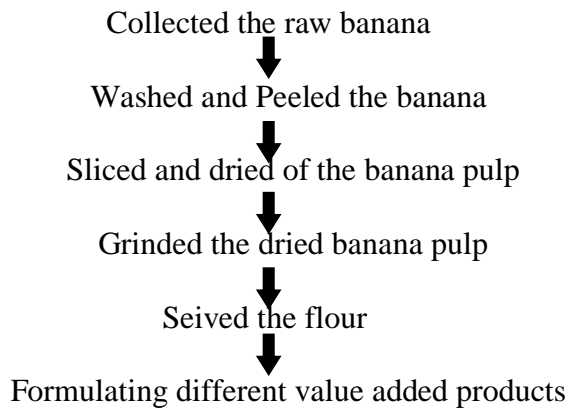 Collected the raw banana
Washed and Peeled the banana
Sliced and dried of the banana pulp
Grinded the dried banana pulp
Seived the flour
Formulating different value added products